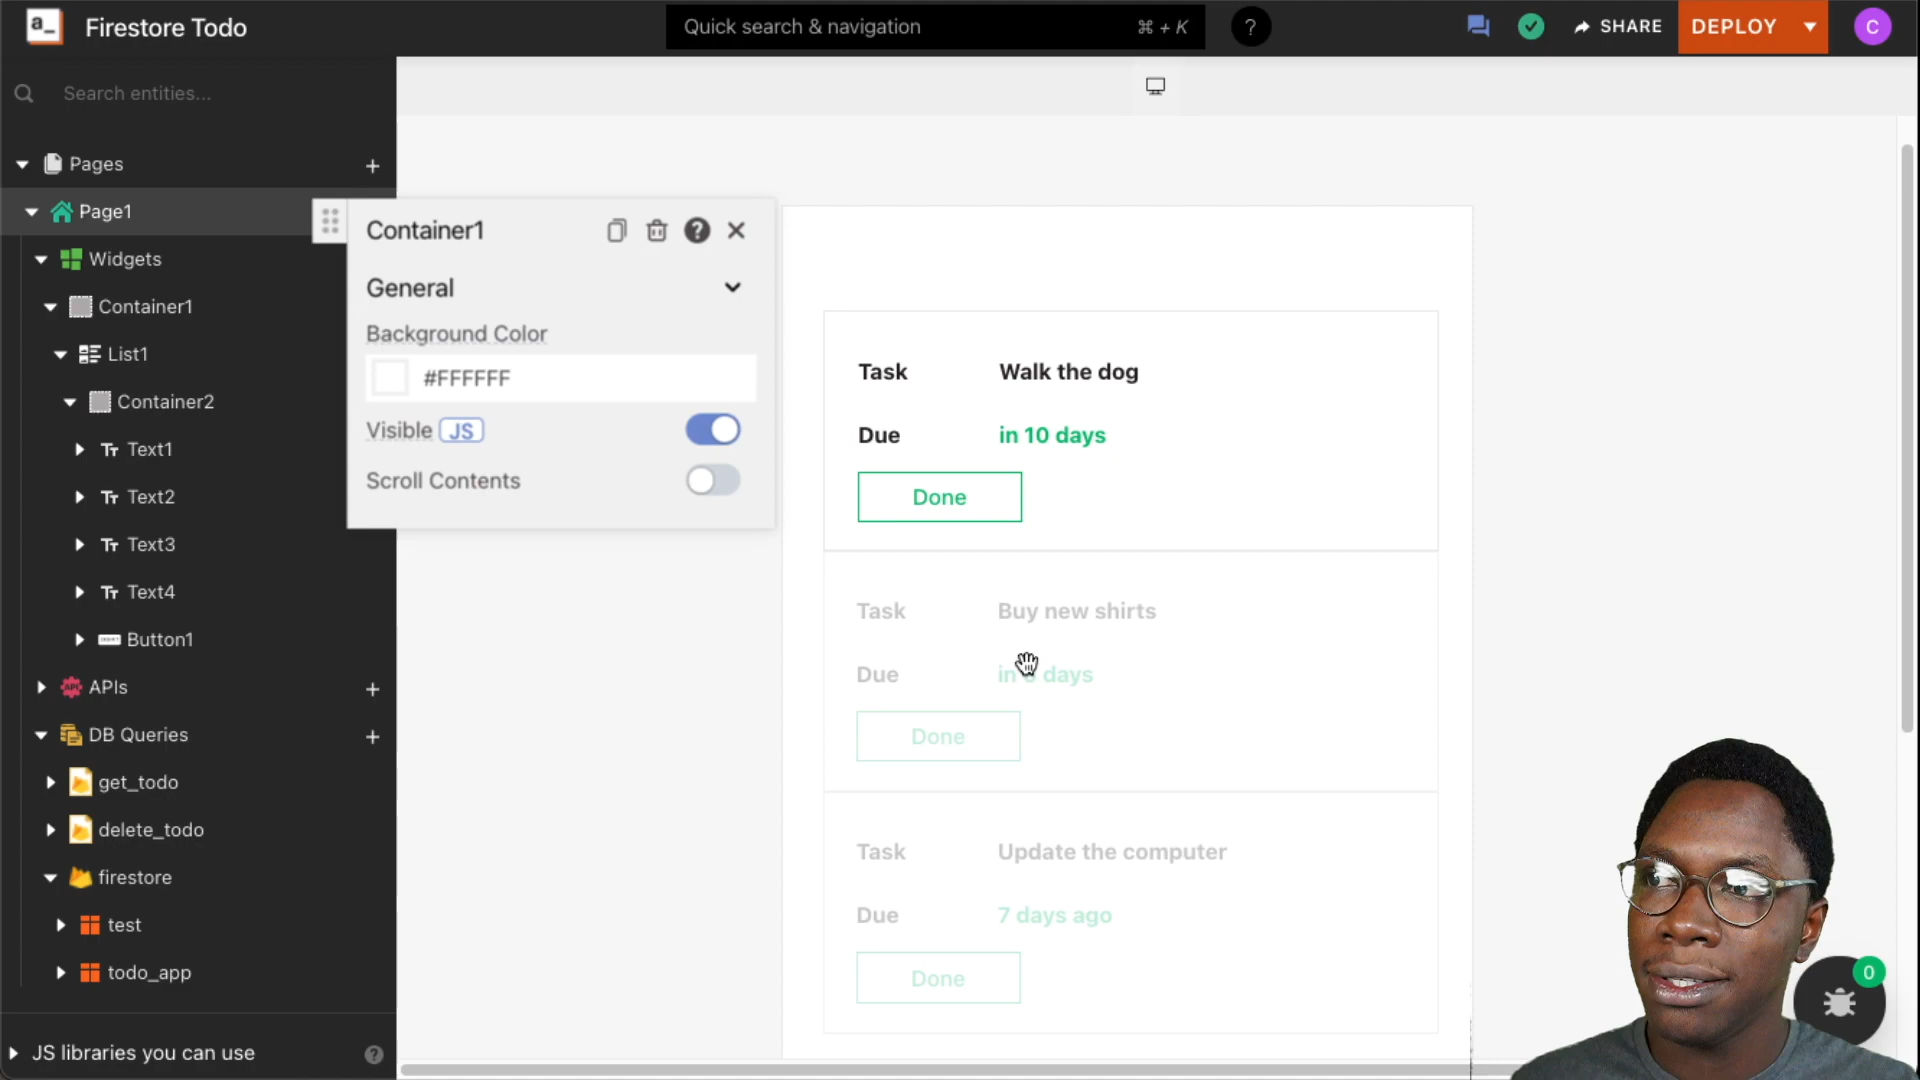 a_
Firestore Todo
Quick search & navigation
⌘ + K
?
SHARE
DEPLOY
C
Search entities...
Pages
Page1
Widgets
Container1
List1
Container2
Text1
Text2
Text3
Text4
Button1
APIs
DB Queries
get_todo
delete_todo
firestore
test
todo_app
JS libraries you can use
?
Container1
?
General
Background Color
#FFFFFF
Visible JS
Scroll Contents
Task Walk the dog
Due in 10 days
Done
Task Buy new shirts
Due in days
Done
Task Update the computer
Due 7 days ago
Done
0